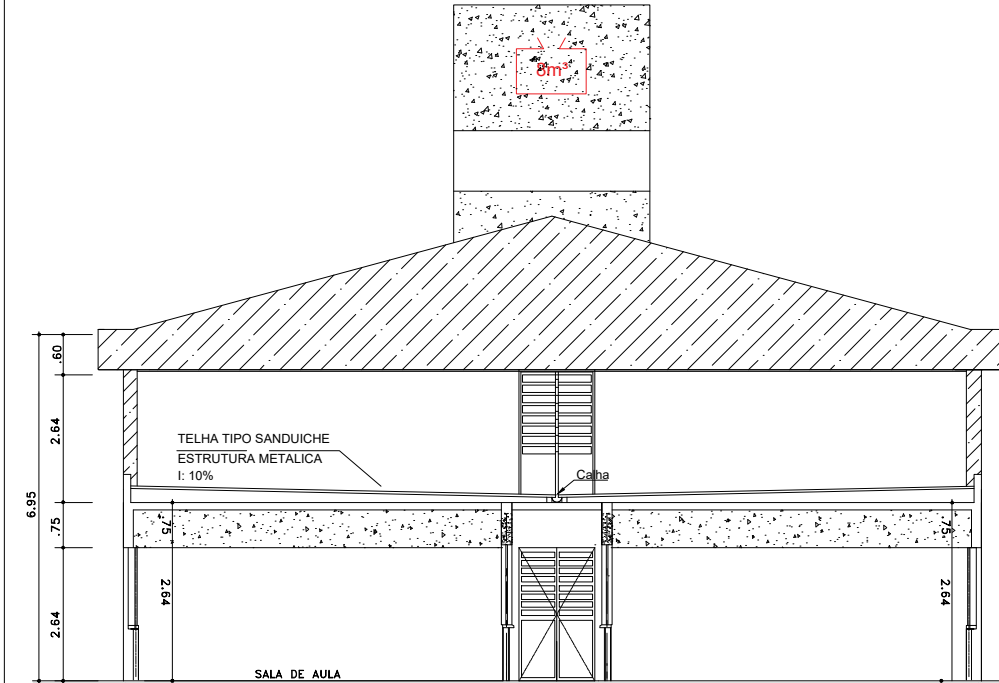 8m³
.60
2.64
TELHA TIPO SANDUICHE
ESTRUTURA METALICA
I: 10%
Calha
6.95
.75
.75
.75
2.64
2.64
2.64
SALA DE AULA